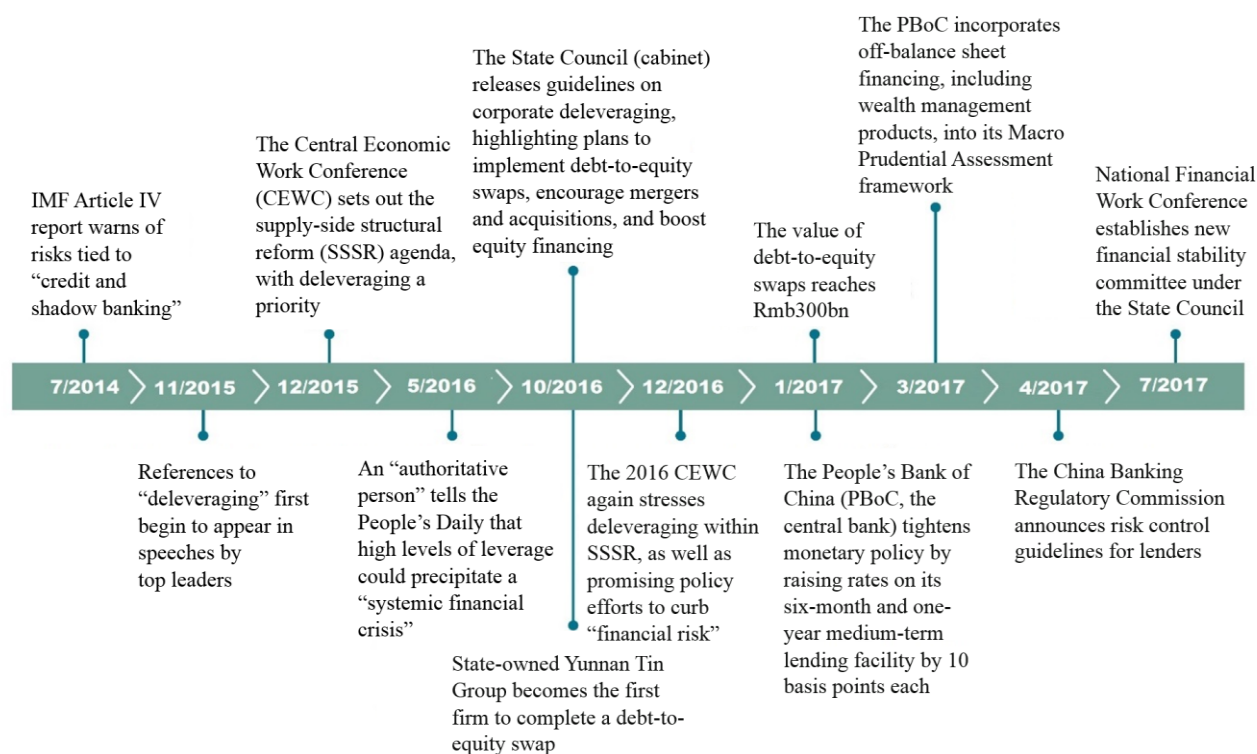 IMF Article IV
report warns of
risks tied to
“credit and
shadow banking”
The Central Economic
Work Conference
(CEWC) sets out the
supply-side structural
reform (SSSR) agenda,
with deleveraging a
priority
The State Council (cabinet)
releases guidelines on
corporate deleveraging,
highlighting plans to
implement debt-to-equity
swaps, encourage mergers
and acquisitions, and boost
equity financing
The value of
debt-to-equity
swaps reaches
Rmb300bn
The PBoC incorporates
off-balance sheet
financing, including
wealth management
products, into its Macro
Prudential Assessment
framework
National Financial
Work Conference
establishes new
financial stability
committee under
the State Council
7/2014 11/2015 12/2015 5/2016 10/2016 12/2016 1/2017 3/2017 4/2017 7/2017
References to
“deleveraging” first
begin to appear in
speeches by
top leaders
An “authoritative
person” tells the
People’s Daily that
high levels of leverage
could precipitate a
“systemic financial
crisis”
State-owned Yunnan Tin
Group becomes the first
firm to complete a debt-to-
equity swap
The 2016 CEWC
again stresses
deleveraging within
SSSR, as well as
promising policy
efforts to curb
“financial risk”
The People’s Bank of
China (PBoC, the
central bank) tightens
monetary policy by
raising rates on its
six-month and one-
year medium-term
lending facility by 10
basis points each
The China Banking
Regulatory Commission
announces risk control
guidelines for lenders